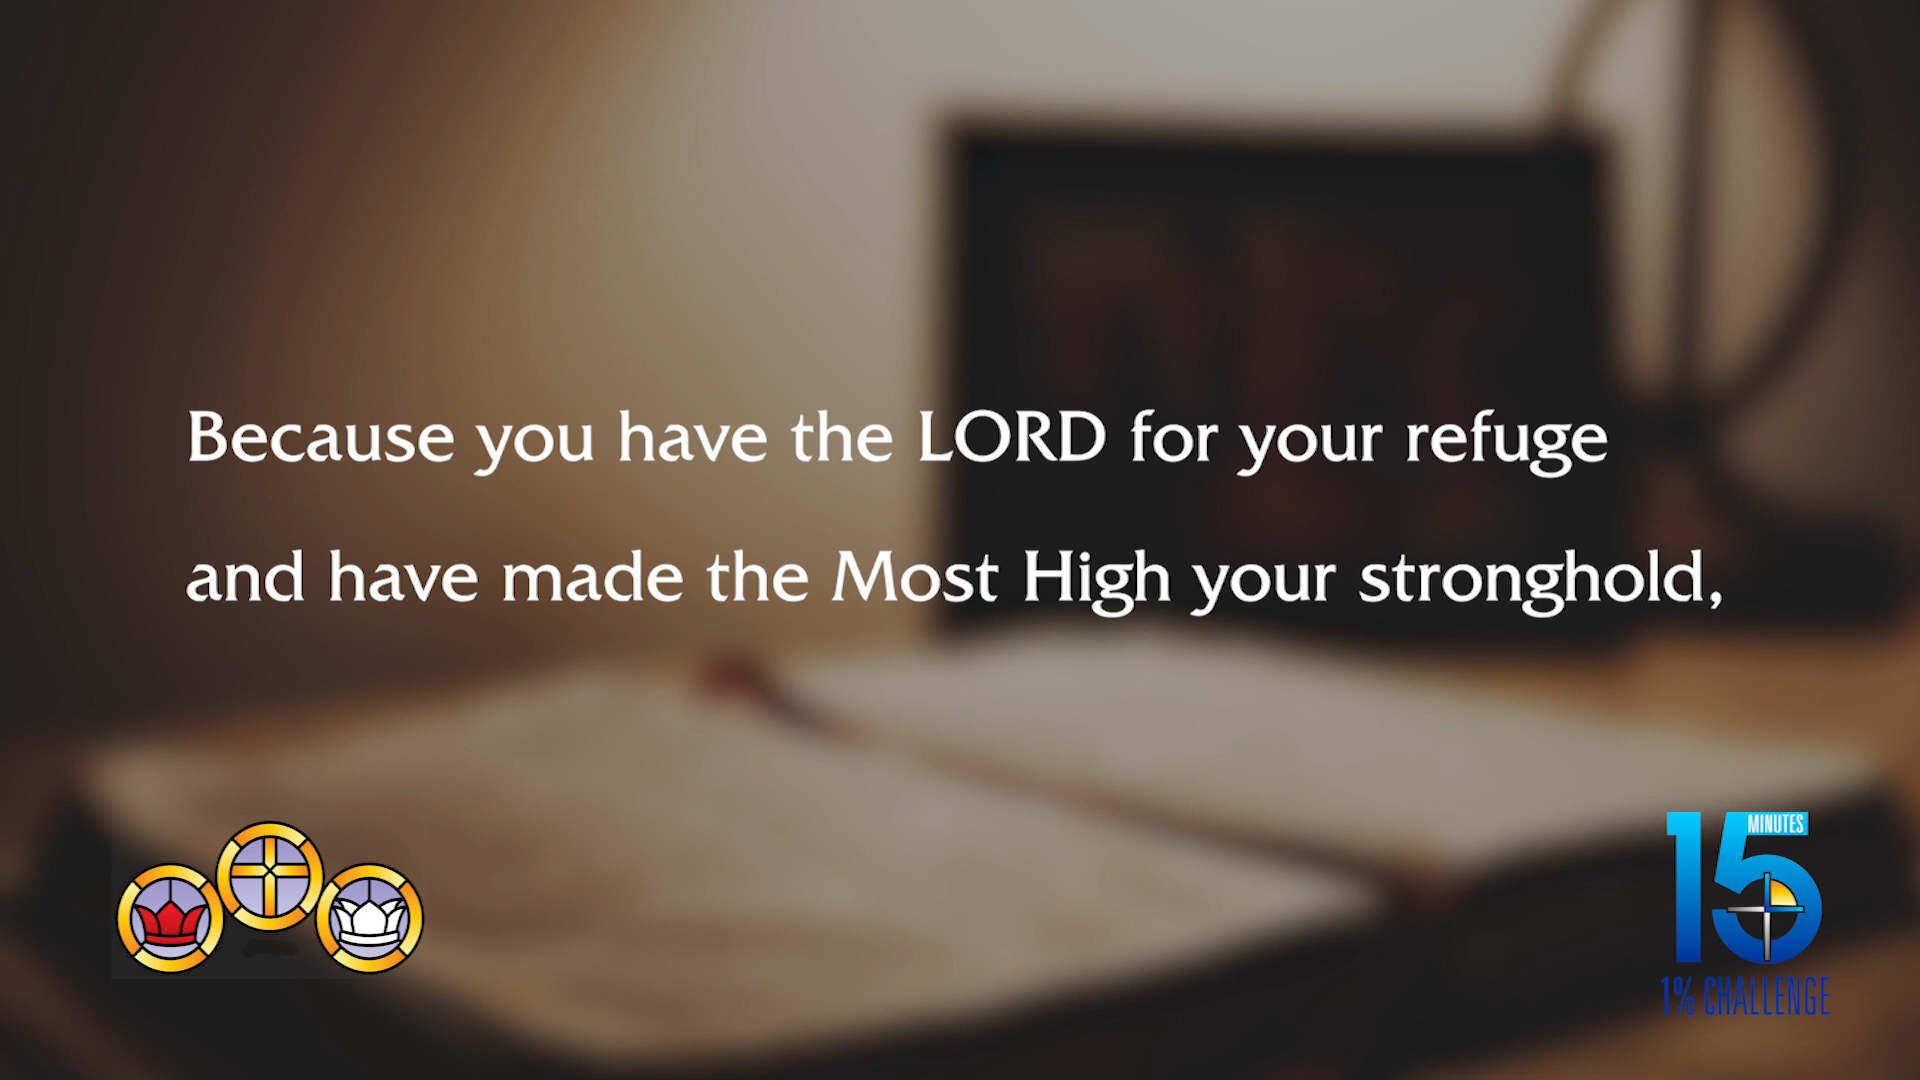 Because you have the LORD for your refuge
and have made the Most High your stronghold,
15 MINUTES
1% CHALLENGE